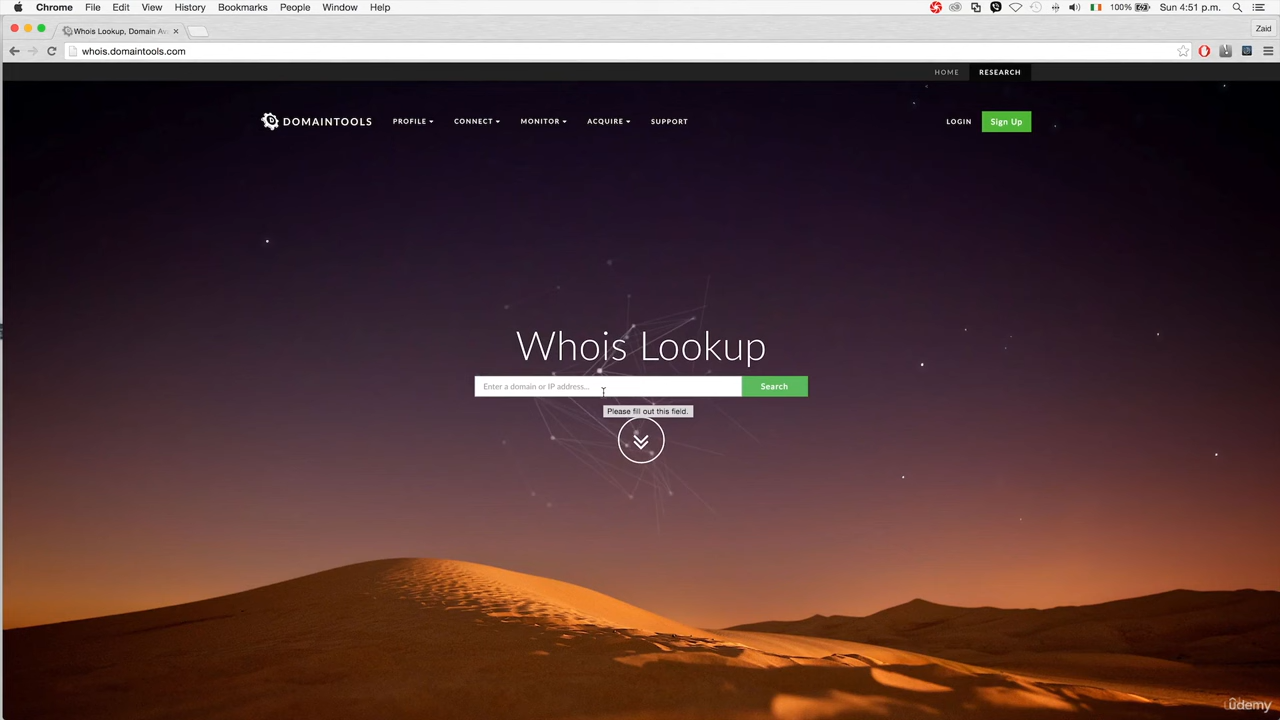 Chrome File Edit View History Bookmarks People Window Help 100% Sun 4:51 p.m.
Whois Lookup, Domain Av
Zaid
whois.domaintools.com
HOME RESEARCH
DOMAINTOOLS PROFILE CONNECT MONITOR ACQUIRE SUPPORT LOGIN Sign Up
Whois Lookup
Enter a domain or IP address... Search
Please fill out this field.
udemy